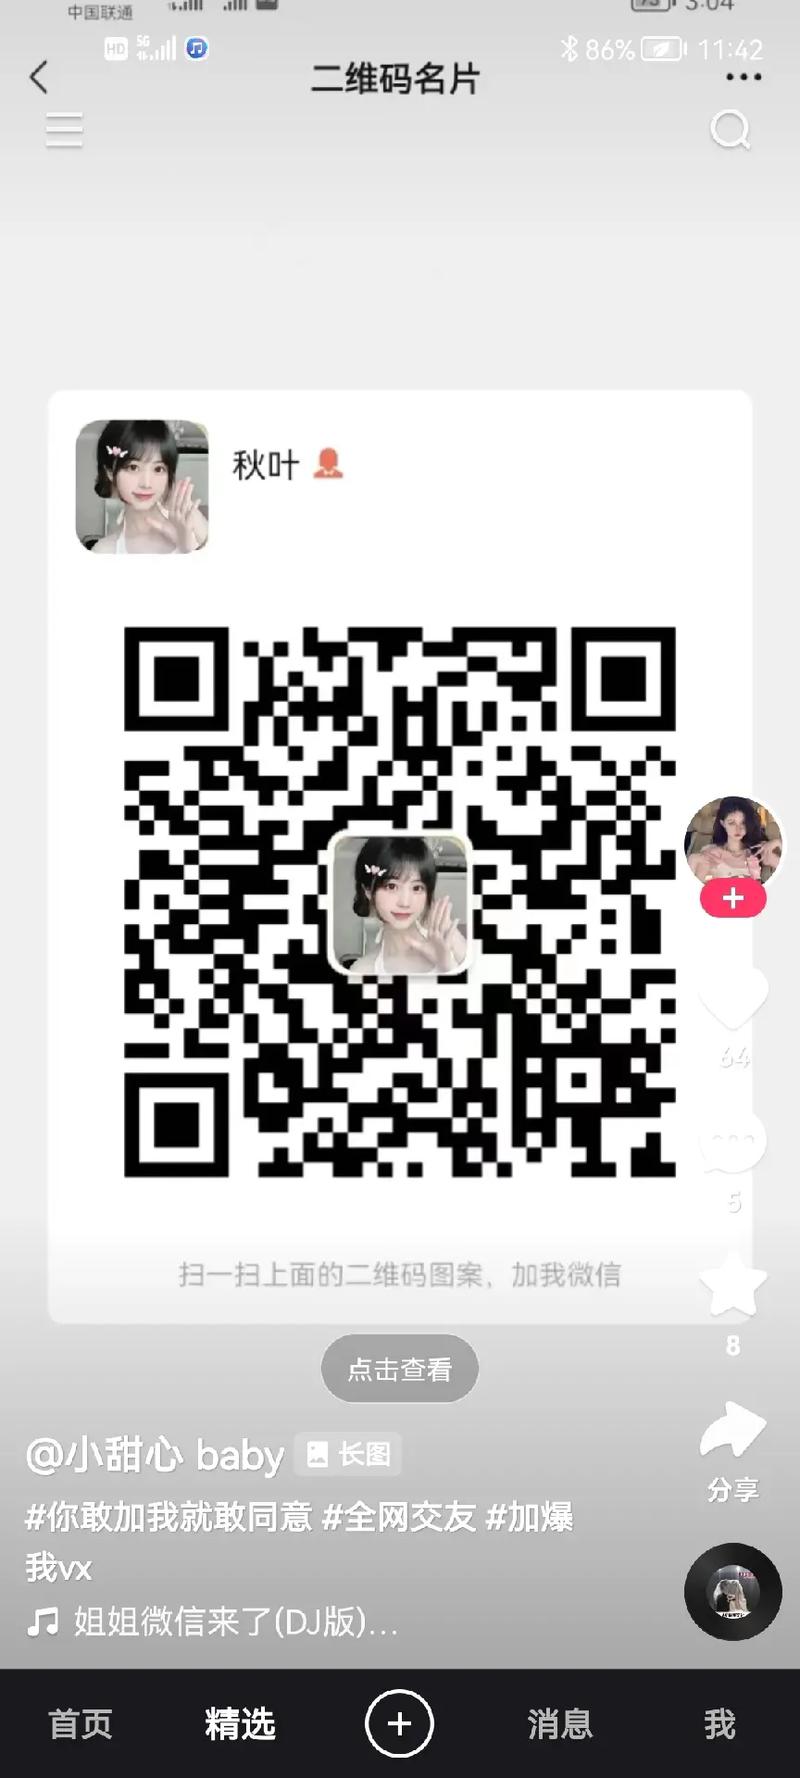 中国联通 3:04
HD 5G 86% 11:42
二维码名片
秋叶
64
5
扫一扫上面的二维码图案，加我微信
8
点击查看
@小甜心 baby 长图
分享
#你敢加我就敢同意 #全网交友 #加爆
我vx
姐姐微信来了(DJ版)...
首页 精选 消息 我